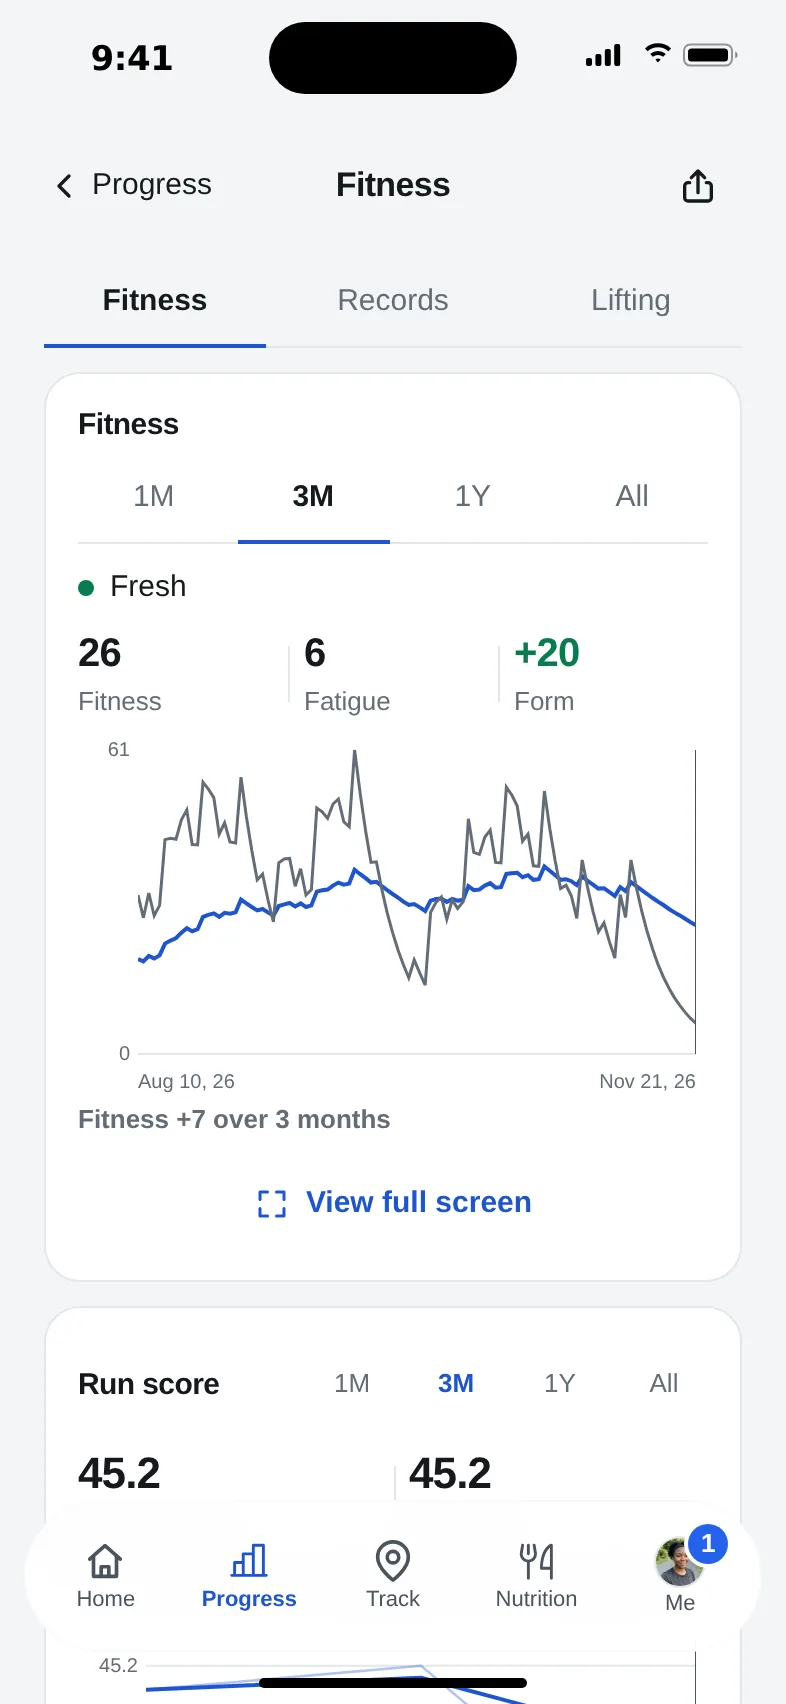 9:41
Progress
Fitness
Fitness Records Lifting
Fitness
1M 3M 1Y All
Fresh
26 6 +20
Fitness Fatigue Form
61
0
Aug 10, 26 Nov 21, 26
Fitness +7 over 3 months
View full screen
Run score 1M 3M 1Y All
45.2 45.2
1
Home Progress Track Nutrition Me
45.2